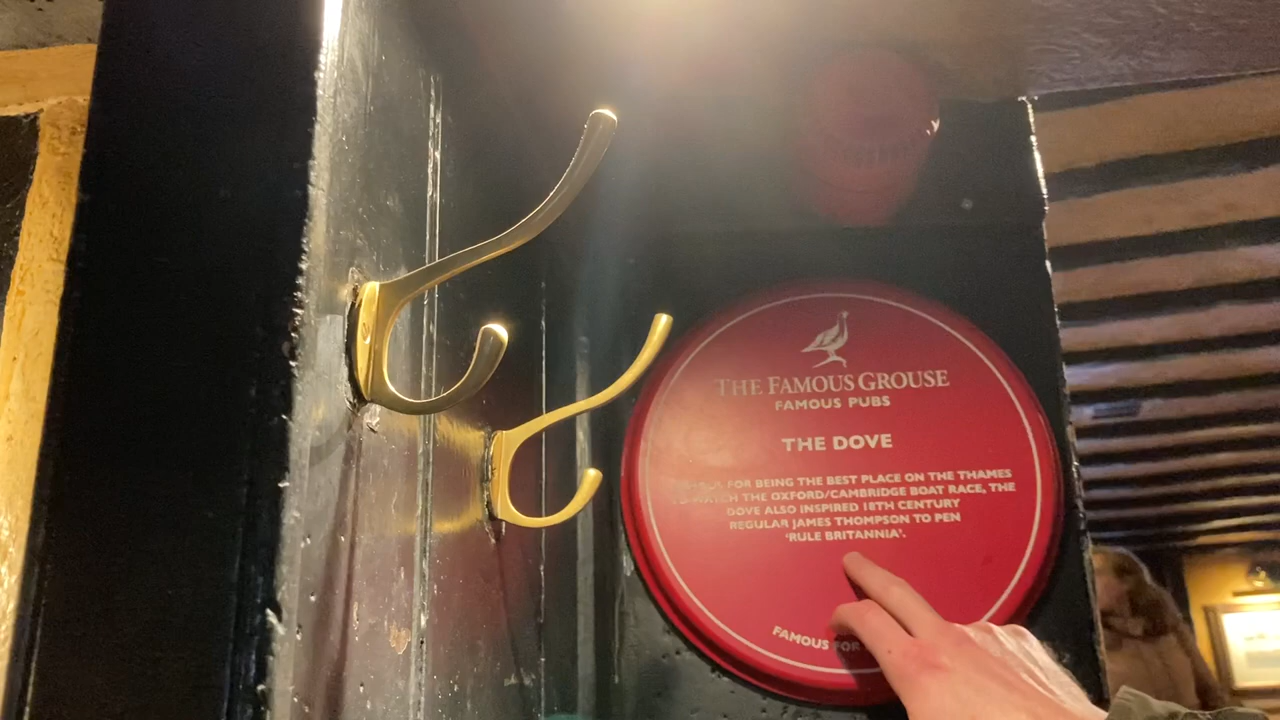 THE FAMOUS GROUSE
FAMOUS PUBS
THE DOVE
FOR BEING THE BEST PLACE ON THE THAMES
TO WATCH THE OXFORD/CAMBRIDGE BOAT RACE, THE
DOVE ALSO INSPIRED 18TH CENTURY
REGULAR JAMES THOMPSON TO PEN
'RULE BRITANNIA'.
FAMOUS FOR